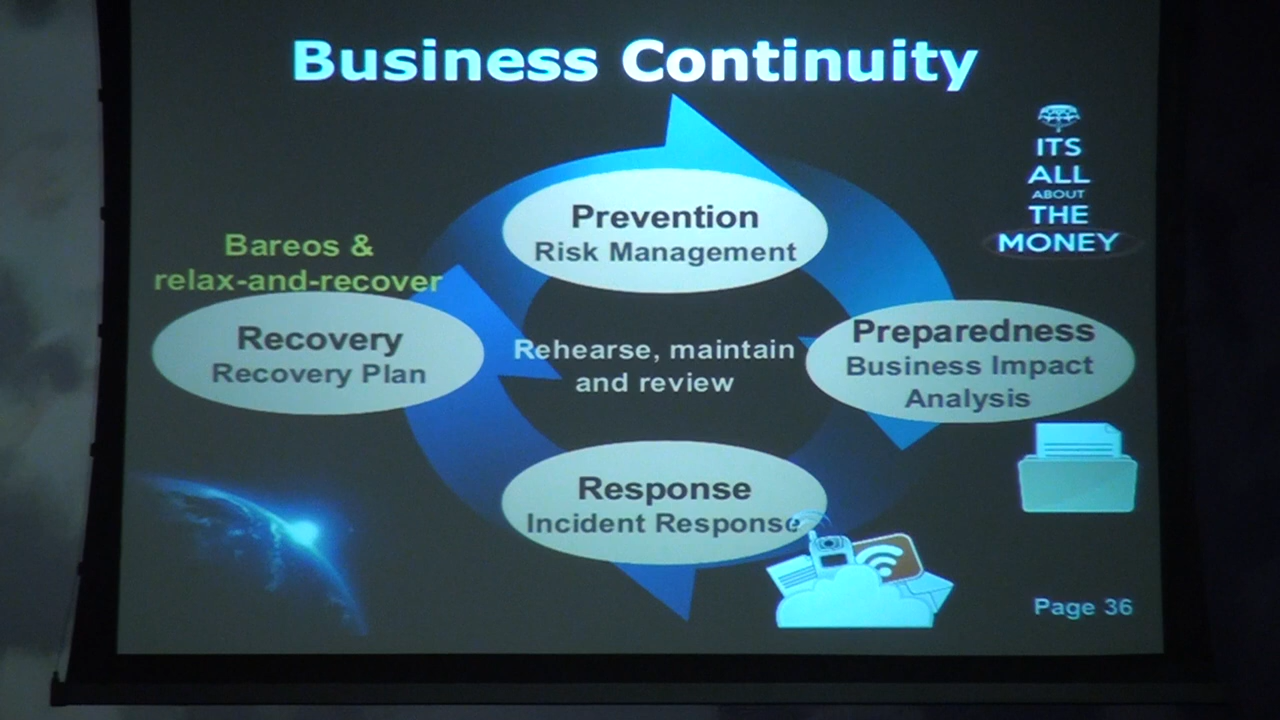 Business Continuity
ITS
ALL
ABOUT
THE
MONEY
Prevention
Risk Management
Bareos &
relax-and-recover
Recovery
Recovery Plan
Rehearse, maintain
and review
Preparedness
Business Impact
Analysis
Response
Incident Response
Page 36